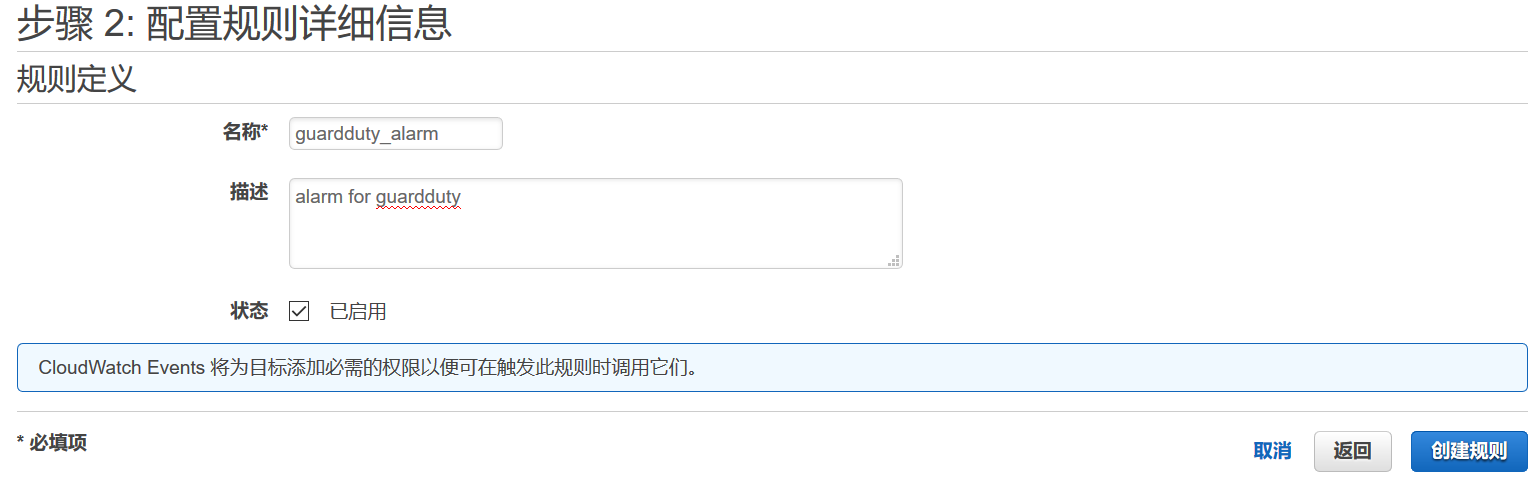 步骤 2: 配置规则详细信息
规则定义
名称* guardduty_alarm
描述 alarm for guardduty
状态 已启用
CloudWatch Events 将为目标添加必需的权限以便可在触发此规则时调用它们。
* 必填项 取消 返回 创建规则